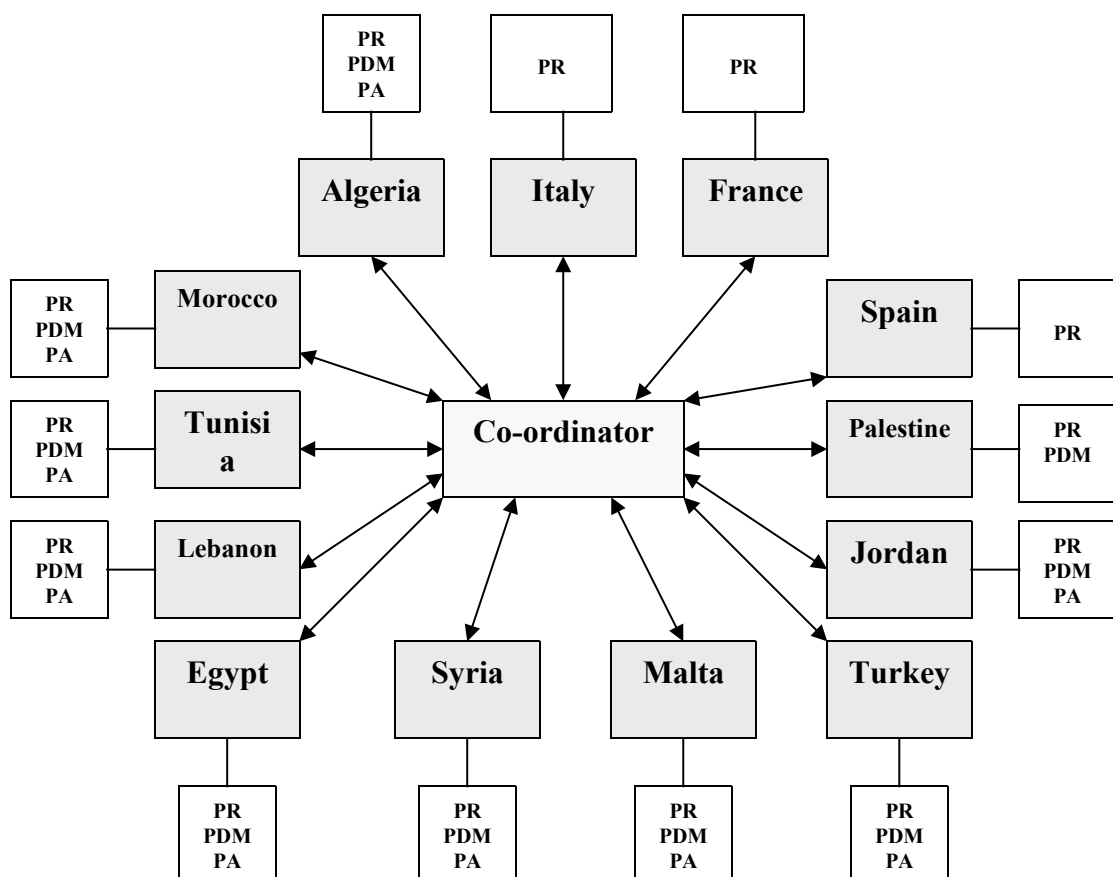 PR
PDM
PA
PR
PR
Algeria
Italy
France
PR
PDM
PA
Morocco
Spain
PR
PR
PDM
PA
Tunisi
a
Co-ordinator
Palestine
PR
PDM
PR
PDM
PA
Lebanon
Jordan
PR
PDM
PA
Egypt
Syria
Malta
Turkey
PR
PDM
PA
PR
PDM
PA
PR
PDM
PA
PR
PDM
PA